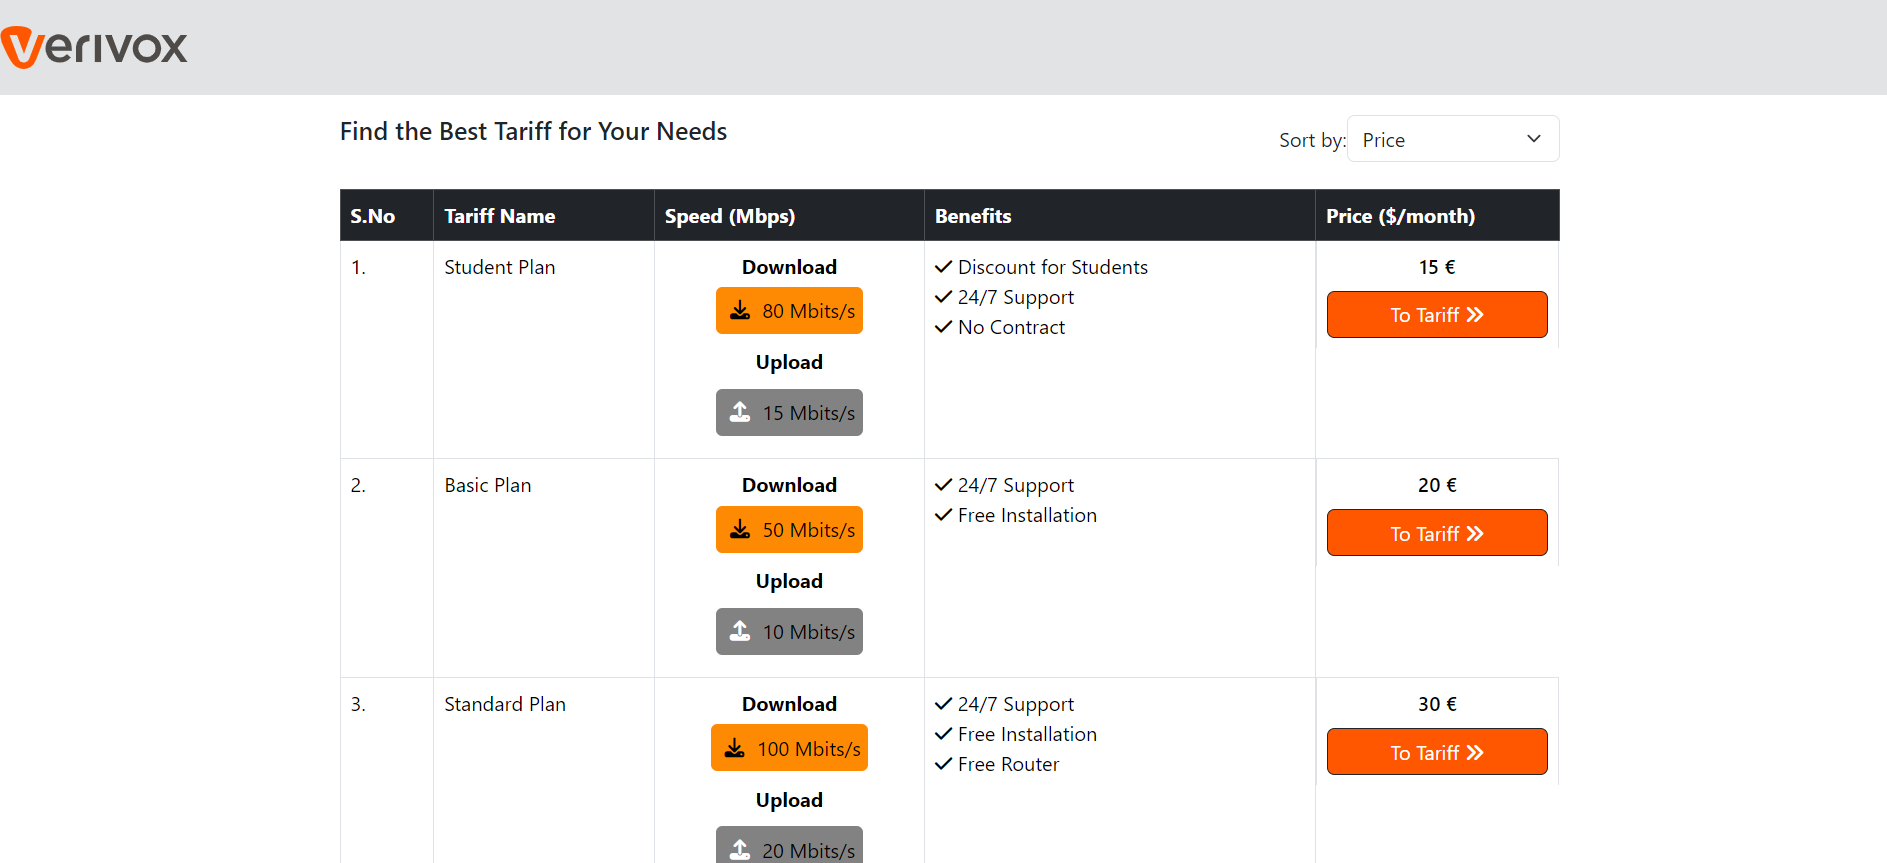 verivox
Find the Best Tariff for Your Needs
Sort by: Price
S.No Tariff Name Speed (Mbps) Benefits Price ($/month)
1. Student Plan Download Discount for Students 15 €
80 Mbits/s 24/7 Support To Tariff
No Contract
Upload
15 Mbits/s
2. Basic Plan Download 24/7 Support 20 €
50 Mbits/s Free Installation To Tariff
Upload
10 Mbits/s
3. Standard Plan Download 24/7 Support 30 €
100 Mbits/s Free Installation To Tariff
Free Router
Upload
20 Mbits/s